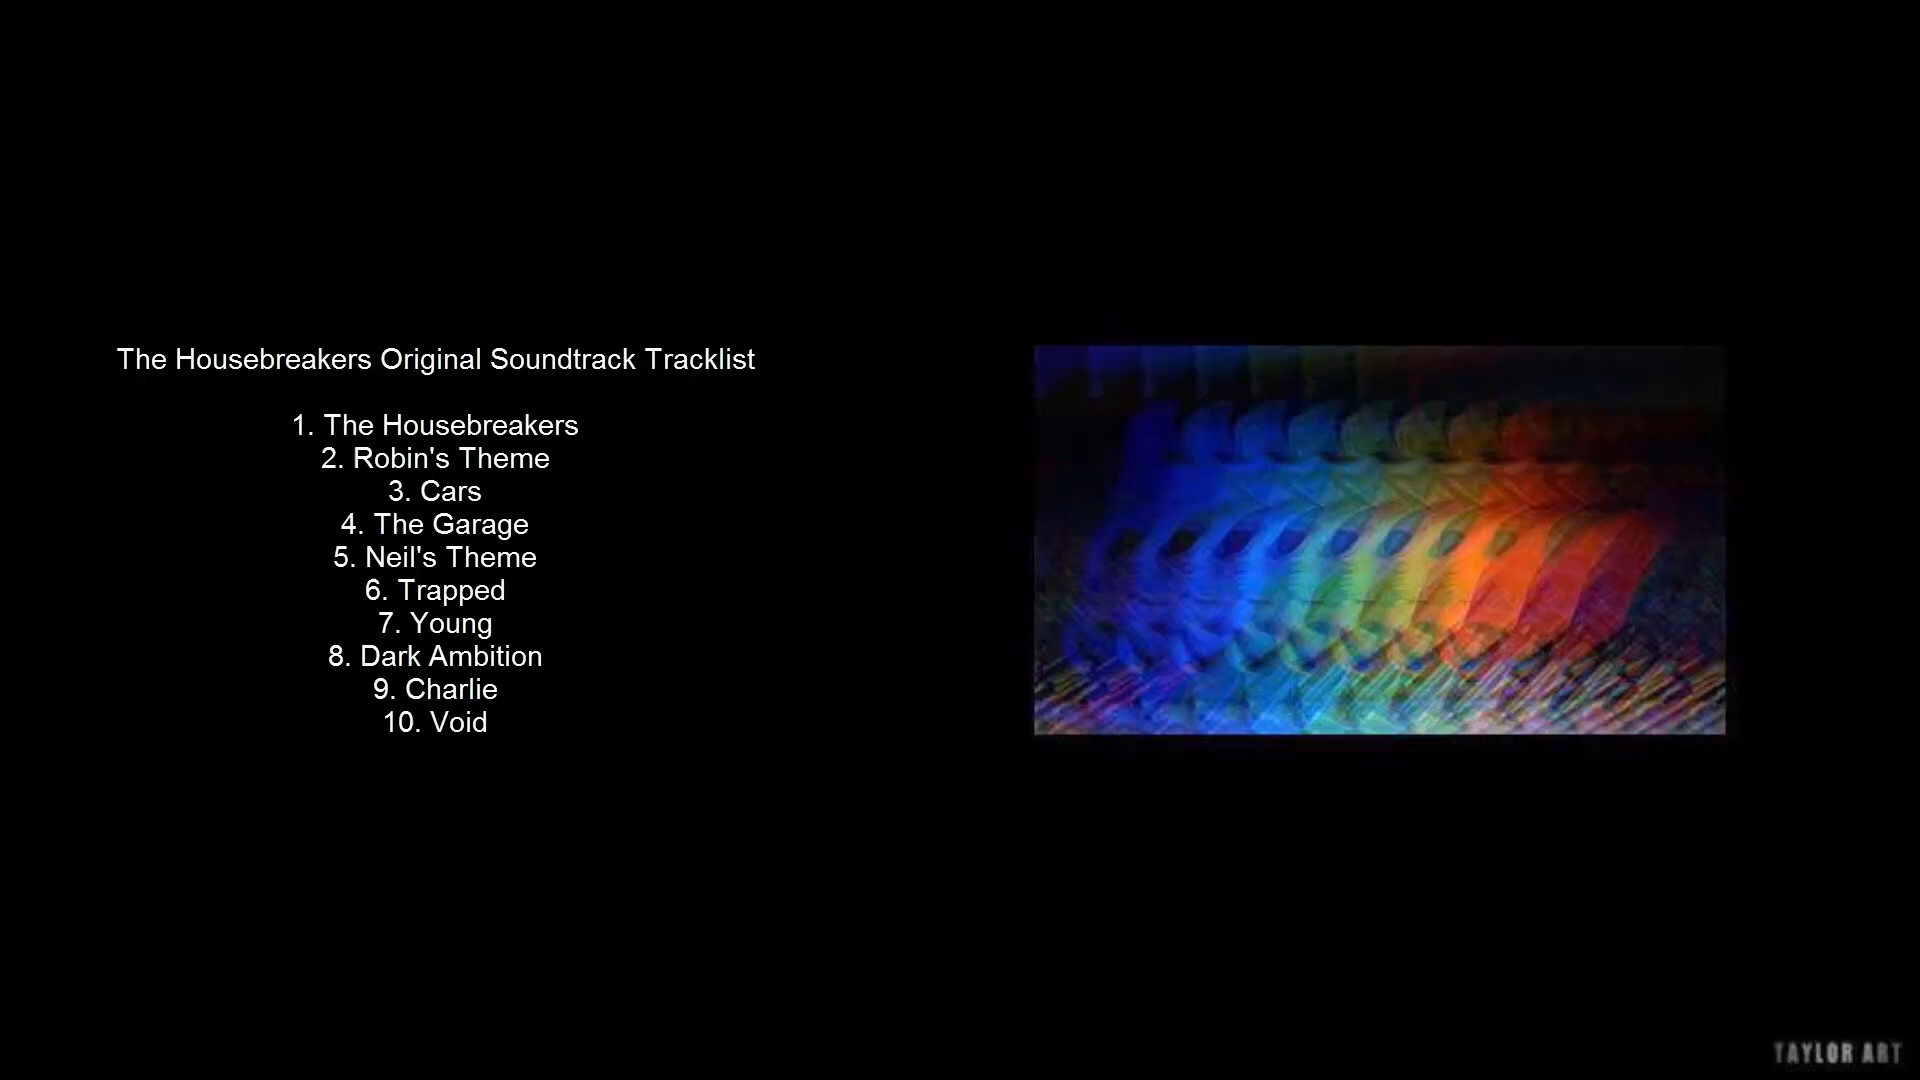 The Housebreakers Original Soundtrack Tracklist
1. The Housebreakers
2. Robin's Theme
3. Cars
4. The Garage
5. Neil's Theme
6. Trapped
7. Young
8. Dark Ambition
9. Charlie
10. Void
TAYLOR ART